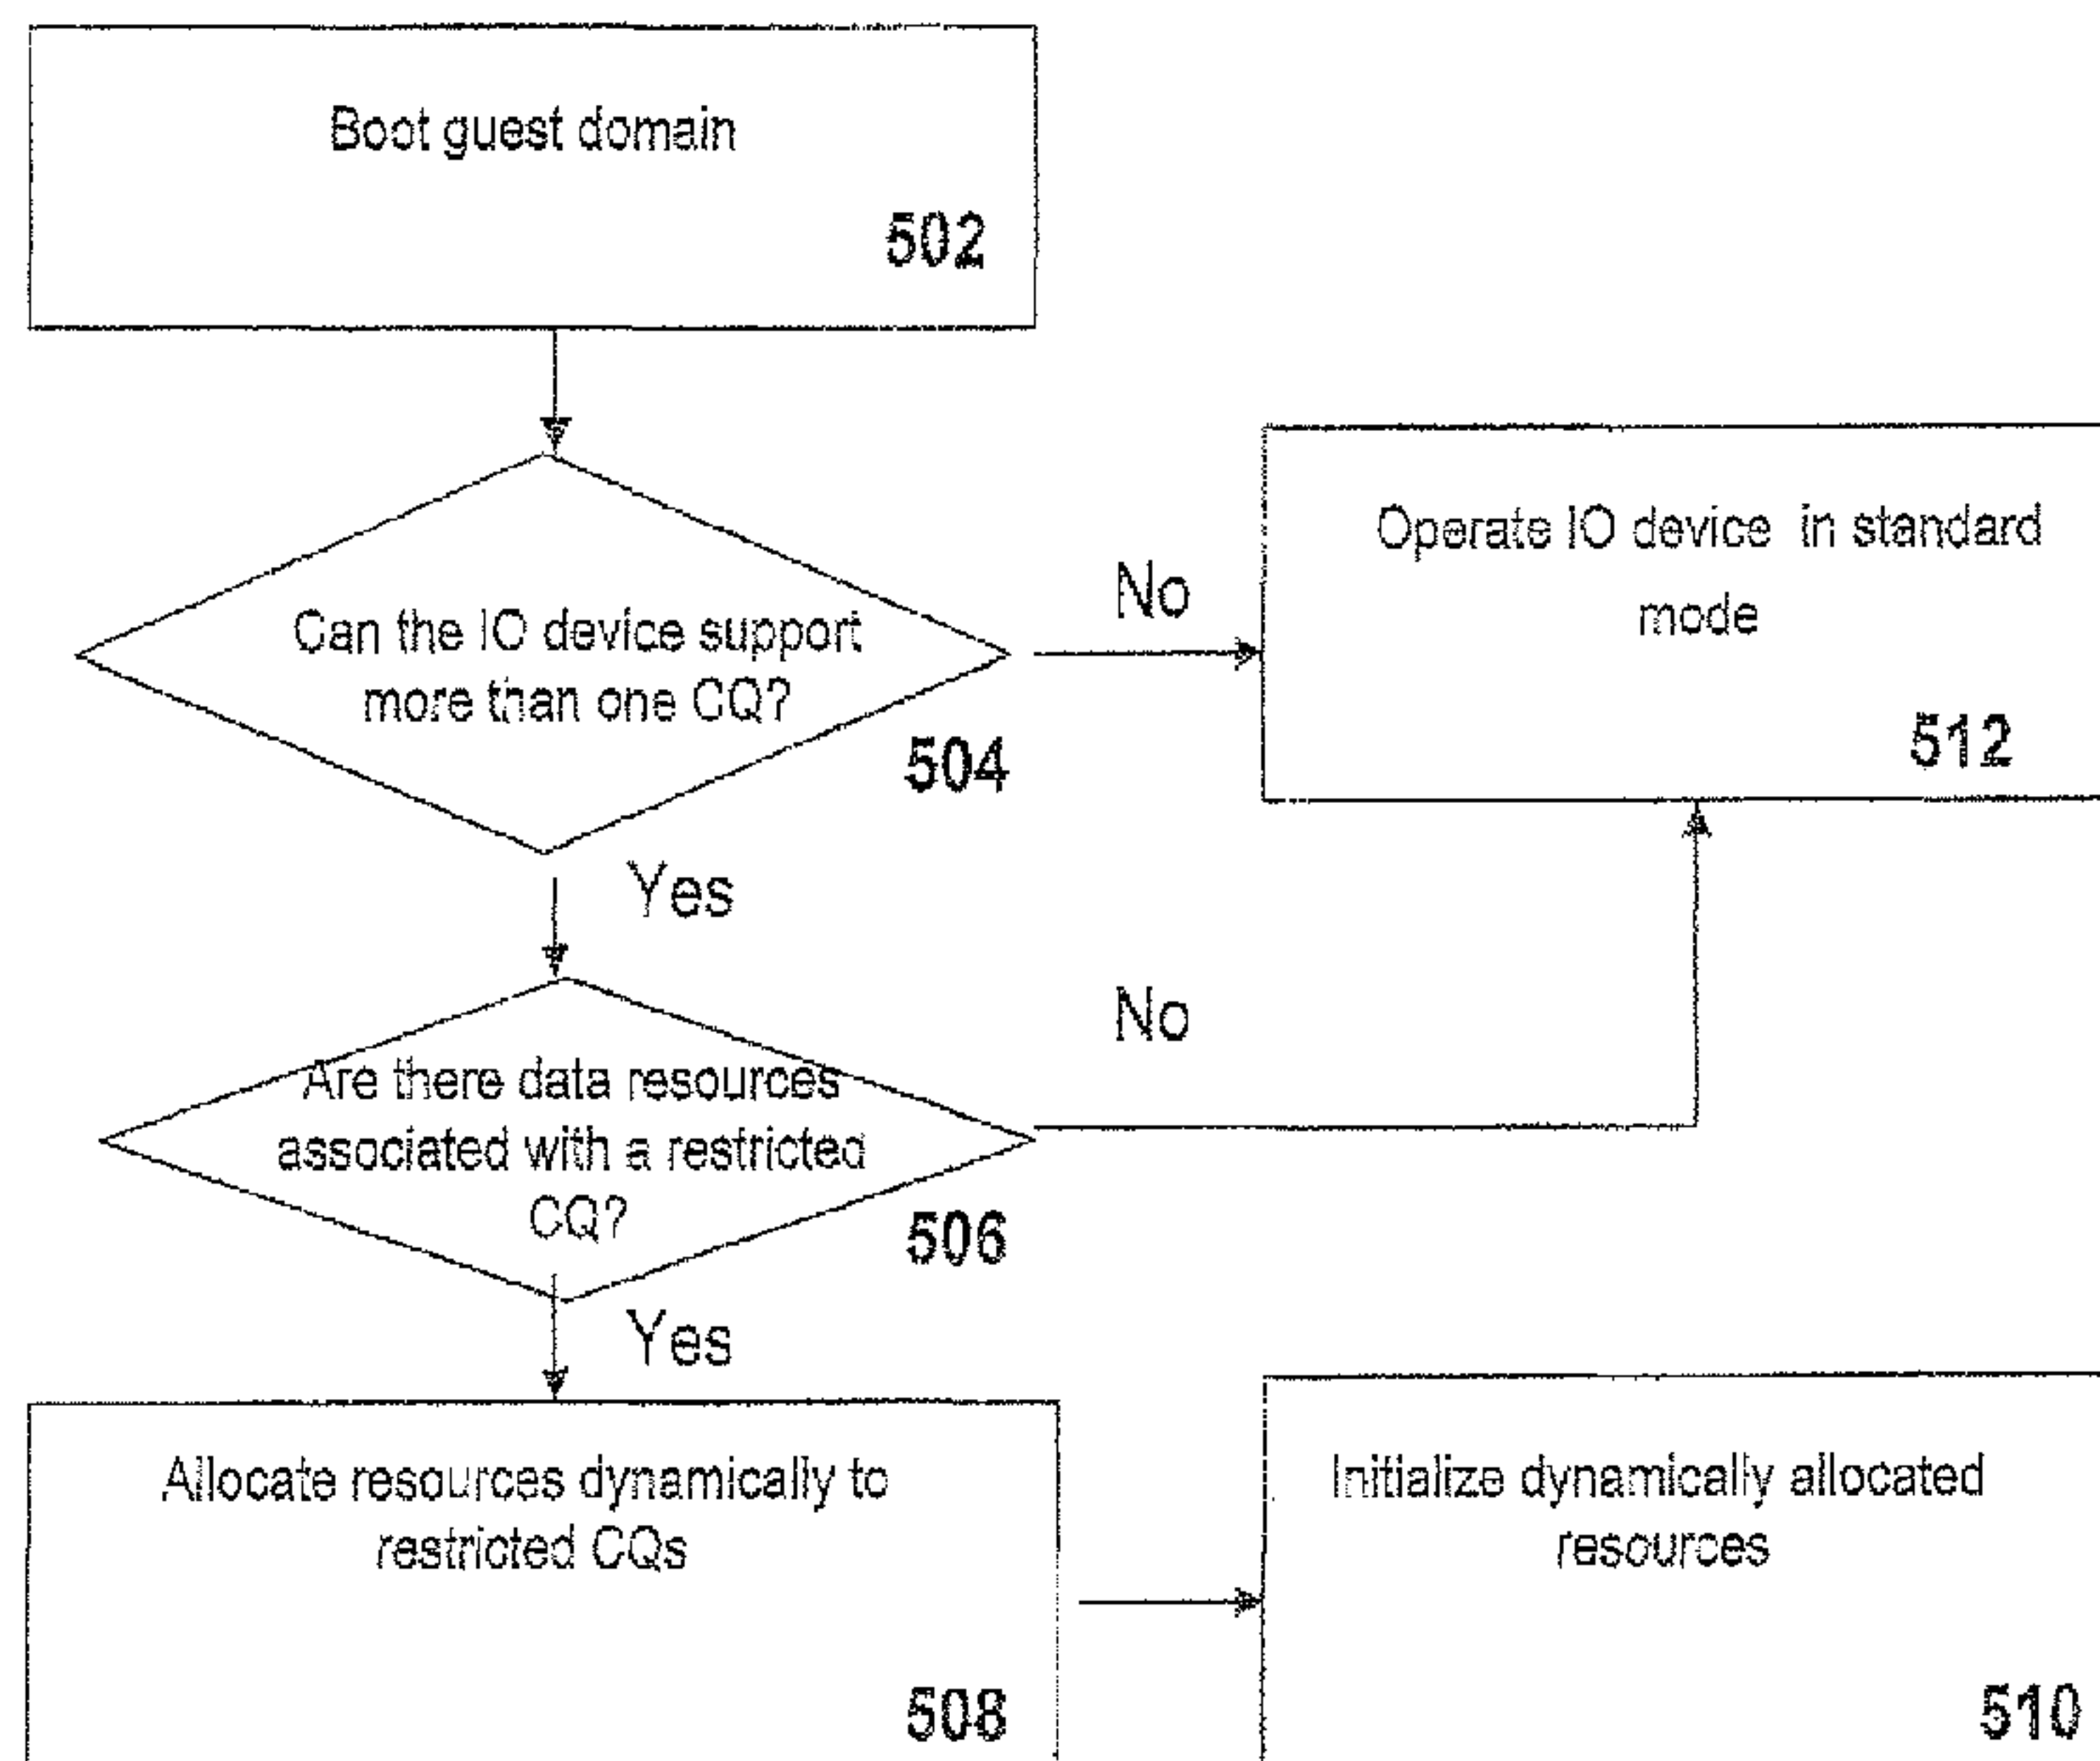 Boot guest domain
502
Can the IO device support
more than one CQ?
504
No
Operate IO device in standard
mode
512
Yes
Are there data resources
associated with a restricted
CQ?
506
No
Yes
Allocate resources dynamically to
restricted CQs
508
Initialize dynamically allocated
resources
510